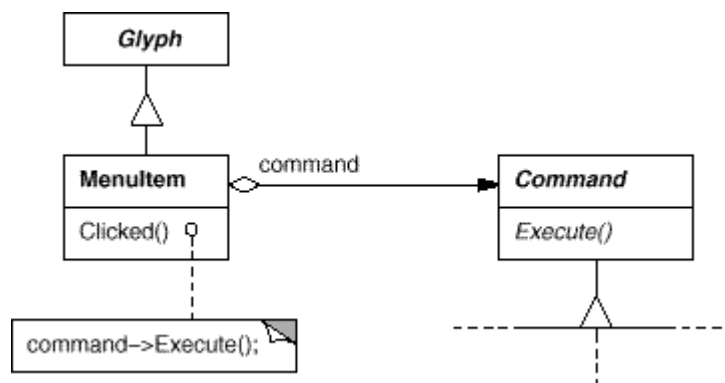 Glyph
MenuItem
command
Command
Clicked()
Execute()
command->Execute();